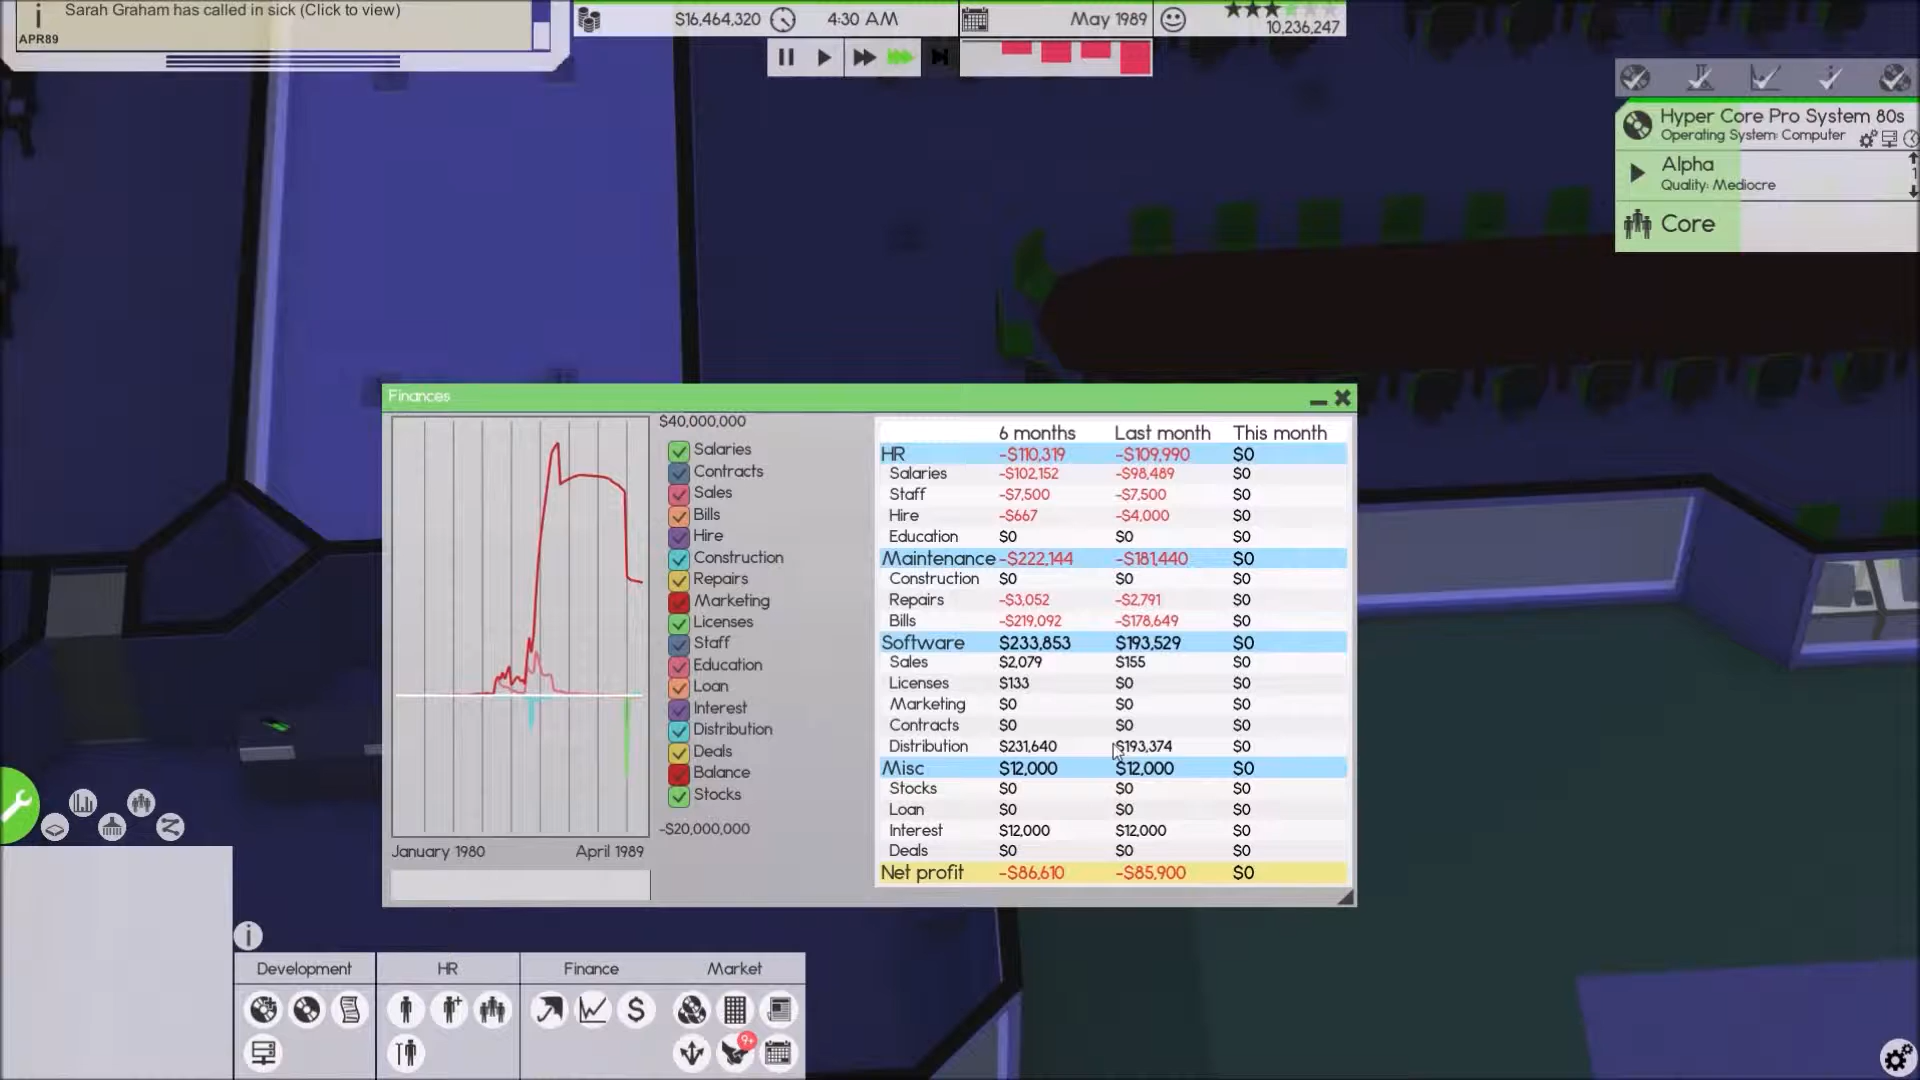 Sarah Graham has called in sick (Click to view)
APR89
$16,464,320
4:30 AM
May 1989
10,236,247
Hyper Core Pro System 80s
Operating System: Computer
Alpha
1
Quality: Mediocre
Core
Finances
$40,000,000
Salaries
Contracts
Sales
Bills
Hire
Construction
Repairs
Marketing
Licenses
Staff
Education
Loan
Interest
Distribution
Deals
Balance
Stocks
-$20,000,000
January 1980 April 1989
6 months Last month This month
HR -$110,319 -$109,990 $0
Salaries -$102,152 -$98,489 $0
Staff -$7,500 -$7,500 $0
Hire -$667 -$4,000 $0
Education $0 $0 $0
Maintenance -$222,144 -$181,440 $0
Construction $0 $0 $0
Repairs -$3,052 -$2,791 $0
Bills -$219,092 -$178,649 $0
Software $233,853 $193,529 $0
Sales $2,079 $155 $0
Licenses $133 $0 $0
Marketing $0 $0 $0
Contracts $0 $0 $0
Distribution $231,640 $193,374 $0
Misc $12,000 $12,000 $0
Stocks $0 $0 $0
Loan $0 $0 $0
Interest $12,000 $12,000 $0
Deals $0 $0 $0
Net profit -$86,610 -$85,900 $0
Development HR Finance Market
9+